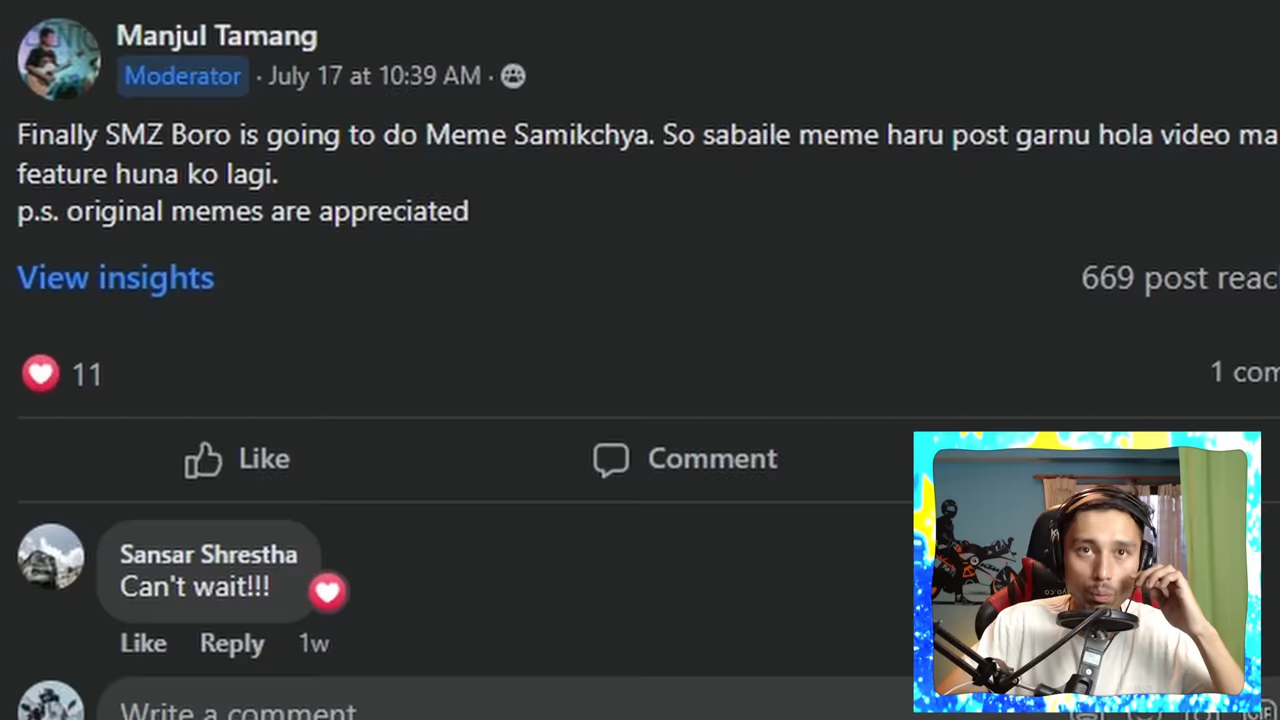 Manjul Tamang
Moderator · July 17 at 10:39 AM ·
Finally SMZ Boro is going to do Meme Samikchya. So sabaile meme haru post garnu hola video ma
feature huna ko lagi.
p.s. original memes are appreciated
View insights
669 post reac
11
1 com
Like
Comment
Sansar Shrestha
Can't wait!!!
Like Reply 1w
Write a comment